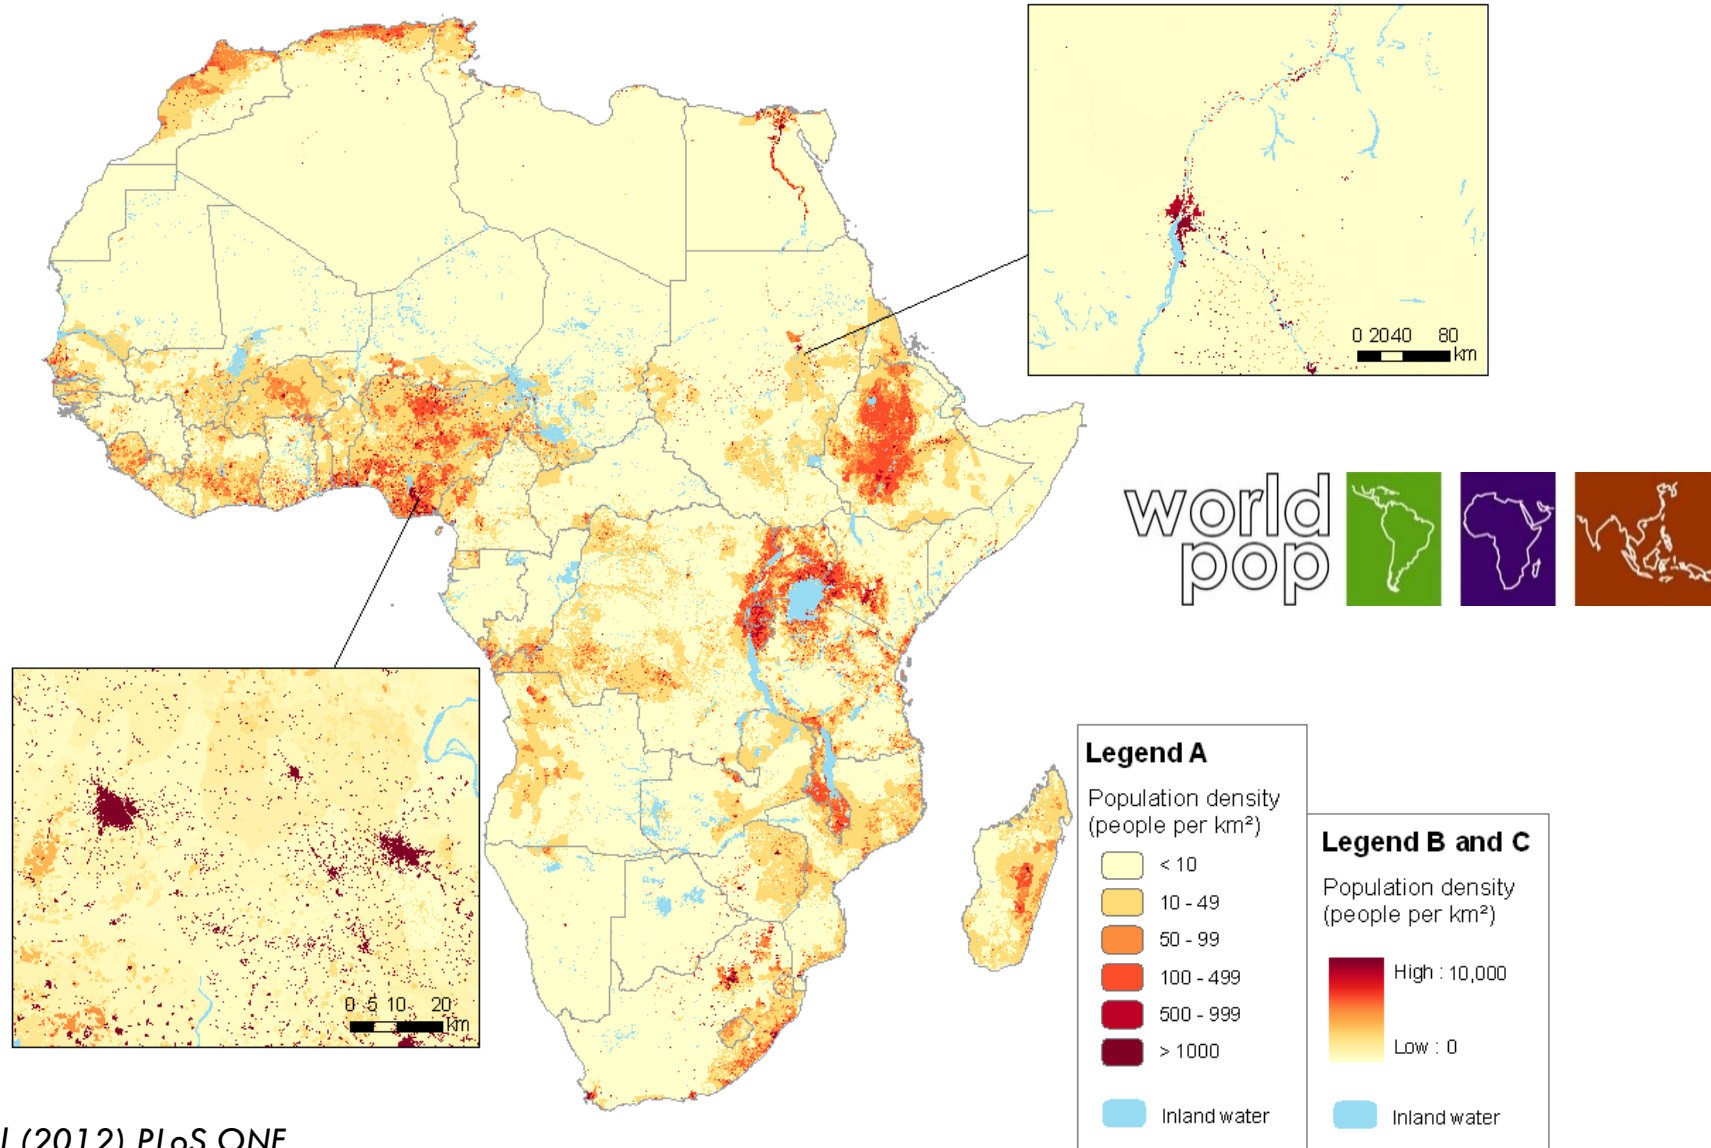 0 2040 80
km
world
pop
0 5 10 20
km
Legend A
Population density
(people per km²)
< 10
10 - 49
50 - 99
100 - 499
500 - 999
> 1000
Inland water
Legend B and C
Population density
(people per km²)
High : 10,000
Low : 0
Inland water
(2012) PLoS ONE